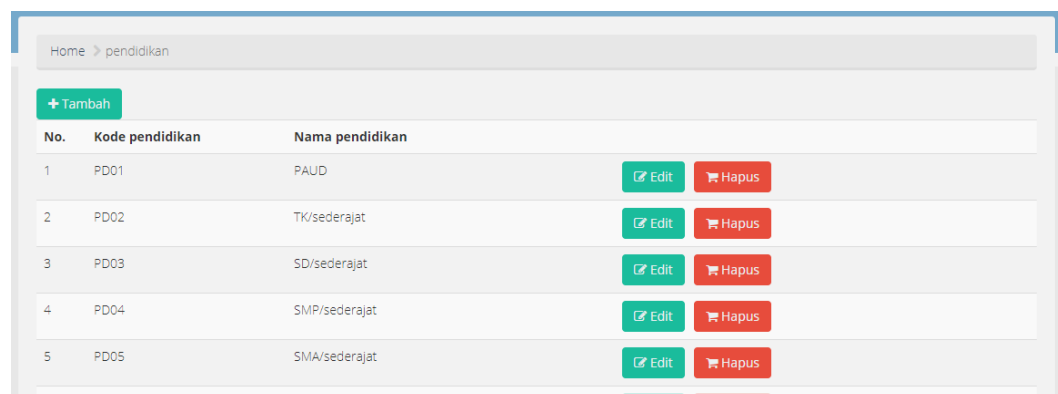 Home > pendidikan
Tambah
No. Kode pendidikan Nama pendidikan
1 PD01 PAUD Edit Hapus
2 PD02 TK/sederajat Edit Hapus
3 PD03 SD/sederajat Edit Hapus
4 PD04 SMP/sederajat Edit Hapus
5 PD05 SMA/sederajat Edit Hapus